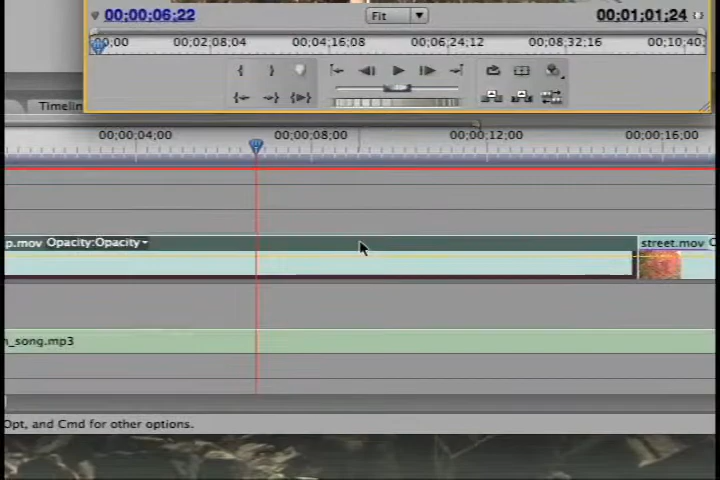 00;00;06;22 Fit 00;01;01;24
00;00 00;02;08;04 00;04;16;08 00;06;24;12 00;08;32;16 00;10;40;
Timelin
00;00;04;00 00;00;08;00 00;00;12;00 00;00;16;00
p.mov Opacity:Opacity street.mov
_song.mp3
Opt, and Cmd for other options.